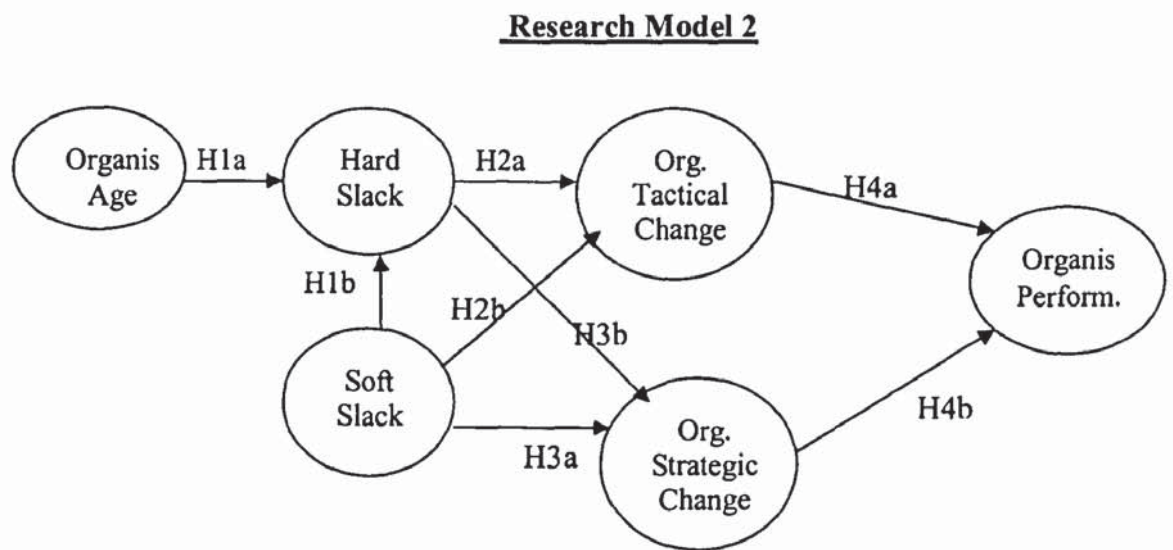 Research Model 2
Organis
Age
H1a
Hard
Slack
H2a
Org.
Tactical
Change
H4a
Organis
Perform.
H1b
H2b
H3b
Soft
Slack
H3a
Org.
Strategic
Change
H4b